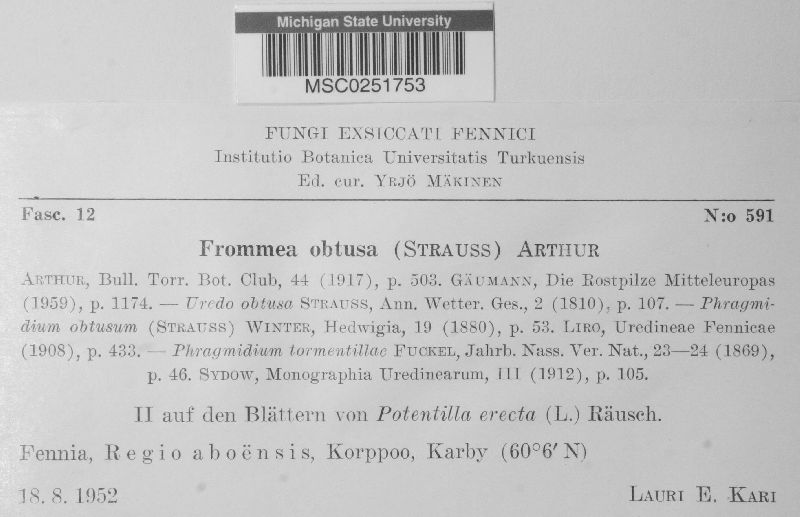 Michigan State University
MSC0251753
FUNGI EXSICCATI FENNICI
Institutio Botanica Universitatis Turkuensis
Ed. cur. YRJÖ MÄKINEN
Fasc. 12 N:o 591
Frommea obtusa (STRAUSS) ARTHUR
ARTHUR, Bull. Torr. Bot. Club, 44 (1917), p. 503. GÄUMANN, Die Rostpilze Mitteleuropas
(1959), p. 1174. — Uredo obtusa STRAUSS, Ann. Wetter. Ges., 2 (1810), p. 107. — Phragmi-
dium obtusum (STRAUSS) WINTER, Hedwigia, 19 (1880), p. 53. LIRO, Uredineae Fennicae
(1908), p. 433. — Phragmidium tormentillae FUCKEL, Jahrb. Nass. Ver. Nat., 23—24 (1869),
p. 46. SYDOW, Monographia Uredinearum, III (1912), p. 105.
II auf den Blättern von Potentilla erecta (L.) Räusch.
Fennia, Regio aboënsis, Korppoo, Karby (60°6′ N)
18. 8. 1952 LAURI E. KARI